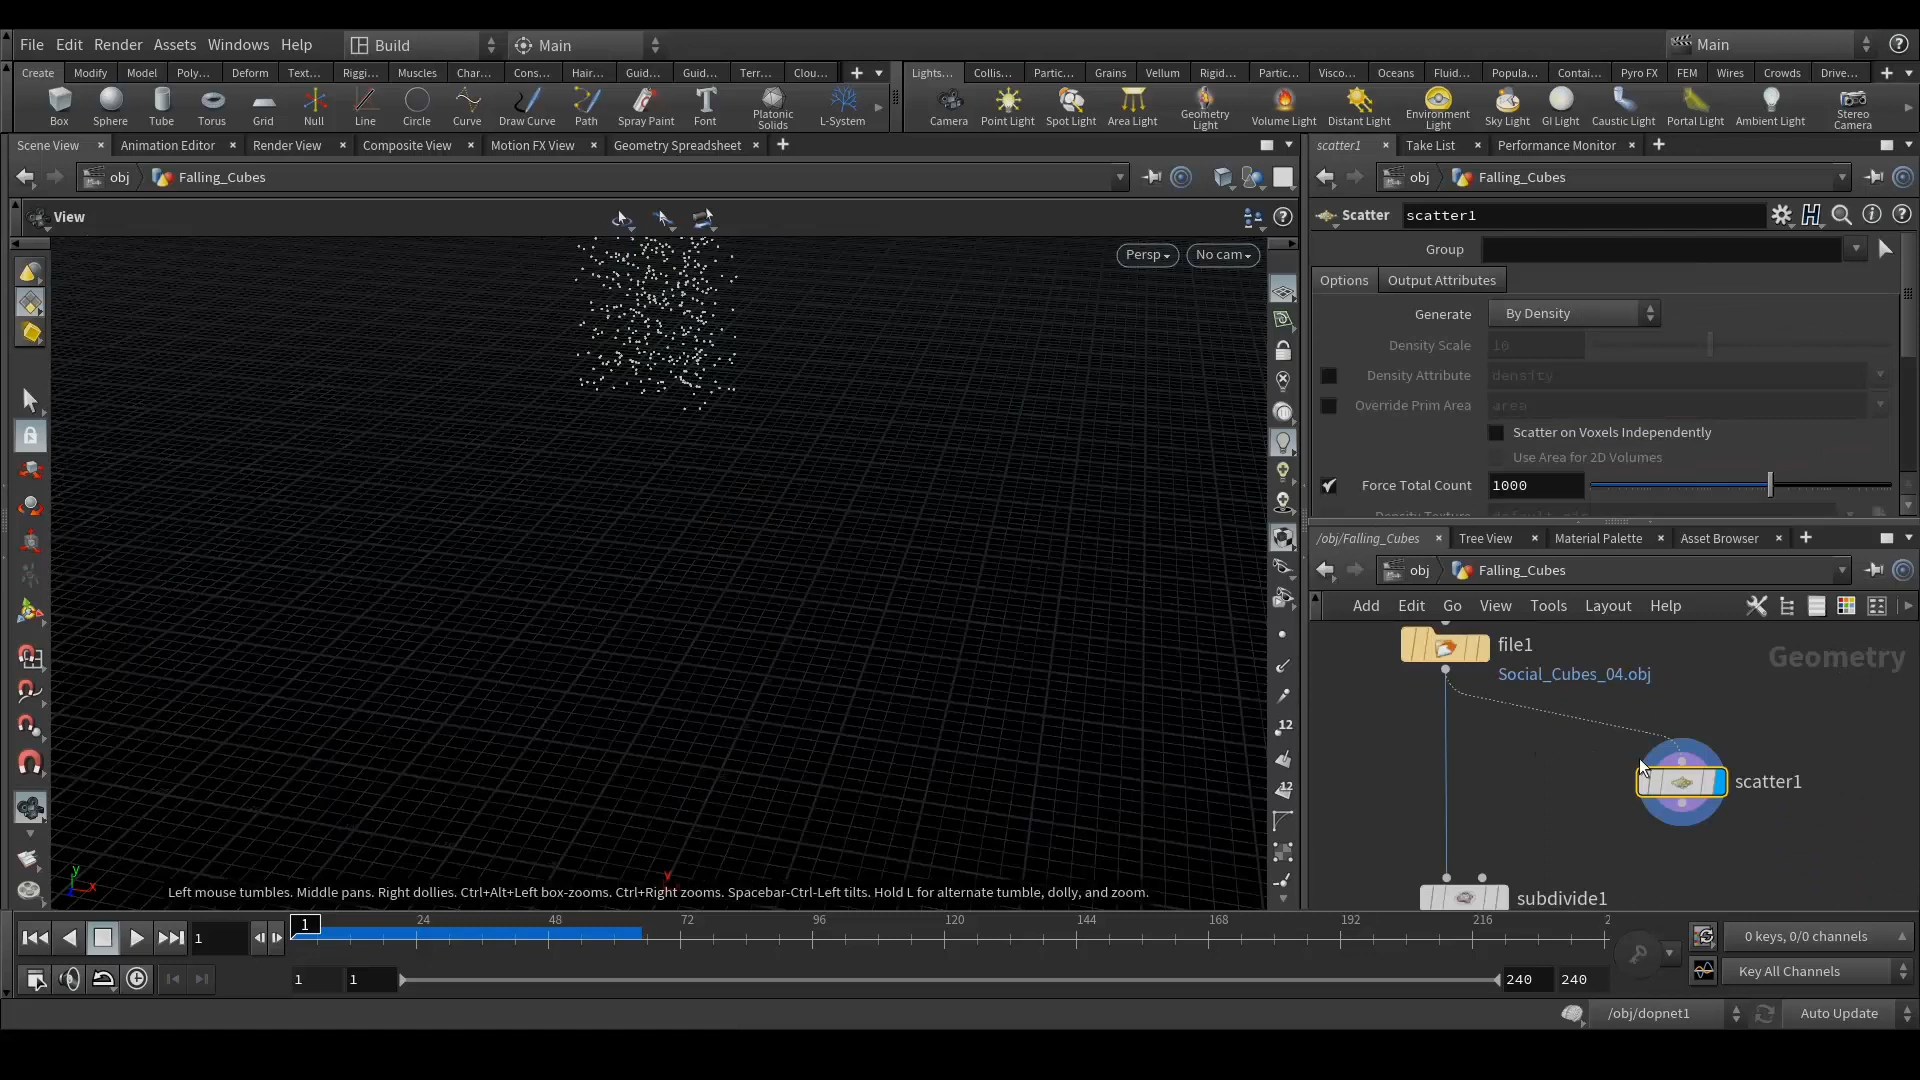 File Edit Render Assets Windows Help Build Main Main
Create Modify Model Poly... Deform Text... Riggi... Muscles Char... Cons... Hair... Guid... Guid... Terr... Clou...
Lights... Collis... Partic... Grains Vellum Rigid... Partic... Visco... Oceans Fluid... Popula... Contai... Pyro FX FEM Wires Crowds Drive...
Box Sphere Tube Torus Grid Null Line Circle Curve Draw Curve Path Spray Paint Font Platonic Solids L-System
Camera Point Light Spot Light Area Light Geometry Light Volume Light Distant Light Environment Light Sky Light GI Light Caustic Light Portal Light Ambient Light Stereo Camera
Scene View Animation Editor Render View Composite View Motion FX View Geometry Spreadsheet
obj Falling_Cubes
View
Persp No cam
Left mouse tumbles. Middle pans. Right dollies. Ctrl+Alt+Left box-zooms. Ctrl+Right zooms. Spacebar-Ctrl-Left tilts. Hold L for alternate tumble, dolly, and zoom.
y
x
12
12
scatter1 Take List Performance Monitor
obj Falling_Cubes
Scatter scatter1
Group
Options Output Attributes
Generate By Density
Density Scale 10
Density Attribute density
Override Prim Area area
Scatter on Voxels Independently
Use Area for 2D Volumes
Force Total Count 1000
/obj/Falling_Cubes Tree View Material Palette Asset Browser
obj Falling_Cubes
Add Edit Go View Tools Layout Help
Geometry
file1
Social_Cubes_04.obj
scatter1
subdivide1
1 1 24 48 72 96 120 144 168 192 216 2
0 keys, 0/0 channels
1 1 240 240
Key All Channels
/obj/dopnet1 Auto Update